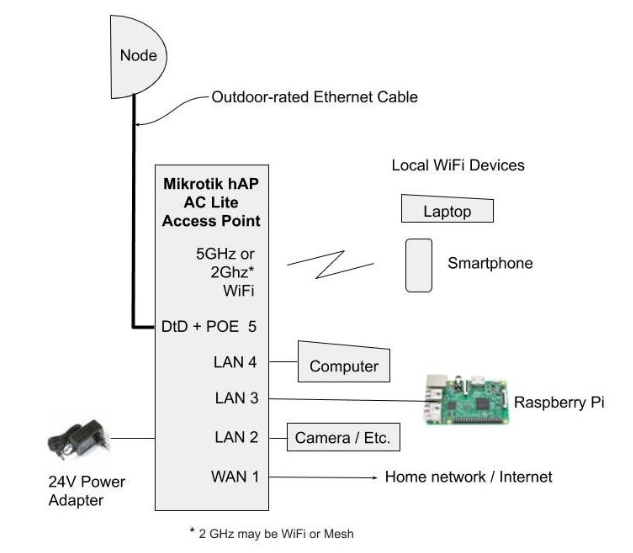 Node
Outdoor-rated Ethernet Cable
Mikrotik hAP
AC Lite
Access Point
5GHz or
2Ghz*
WiFi
Local WiFi Devices
Laptop
Smartphone
DtD + POE 5
LAN 4
Computer
LAN 3
Raspberry Pi
LAN 2
Camera / Etc.
24V Power
Adapter
WAN 1
Home network / Internet
* 2 GHz may be WiFi or Mesh